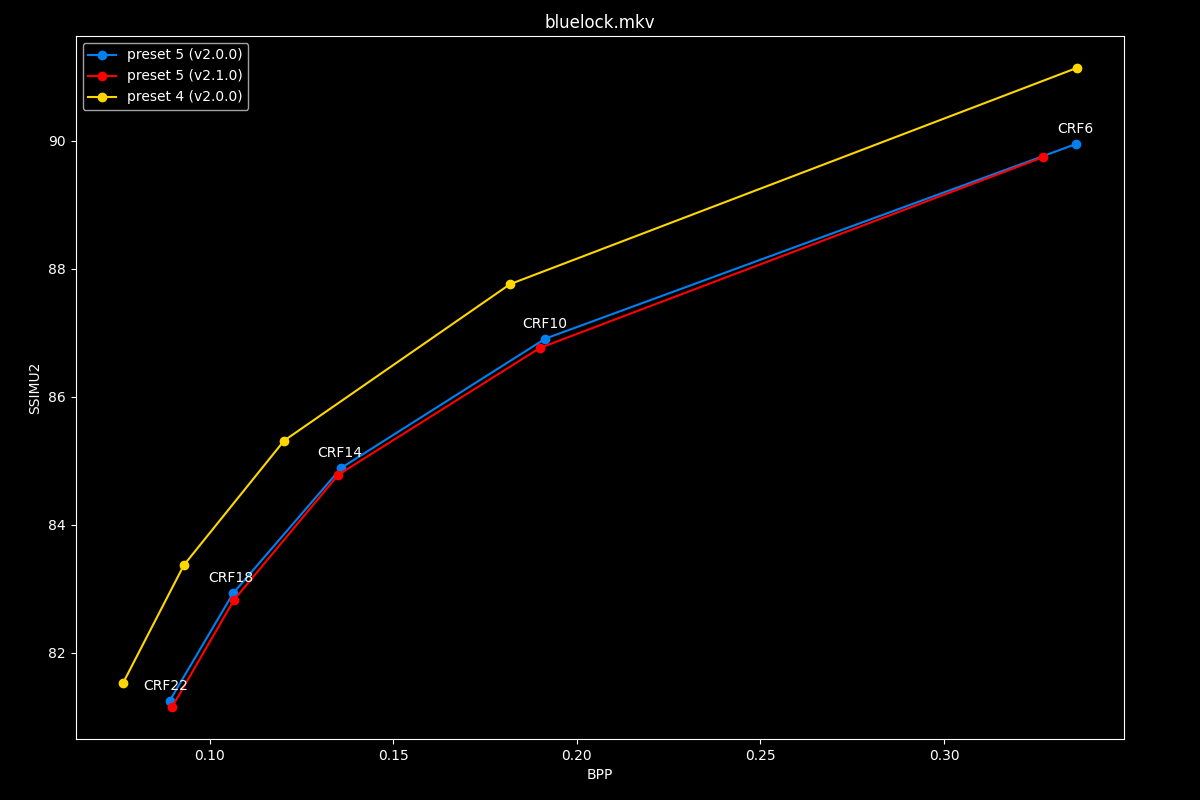 bluelock.mkv
preset 5 (v2.0.0)
preset 5 (v2.1.0)
preset 4 (v2.0.0)
CRF6
90
88
CRF10
SSIMU2
86
CRF14
84
CRF18
82
CRF22
0.10
0.15
0.20
0.25
0.30
BPP